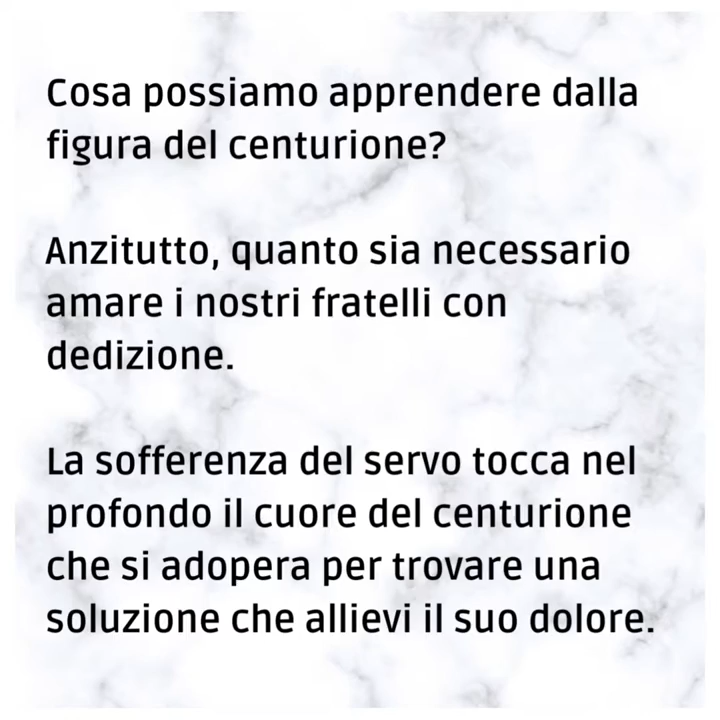 Cosa possiamo apprendere dalla
figura del centurione?
Anzitutto, quanto sia necessario
amare i nostri fratelli con
dedizione.
La sofferenza del servo tocca nel
profondo il cuore del centurione
che si adopera per trovare una
soluzione che allievi il suo dolore.